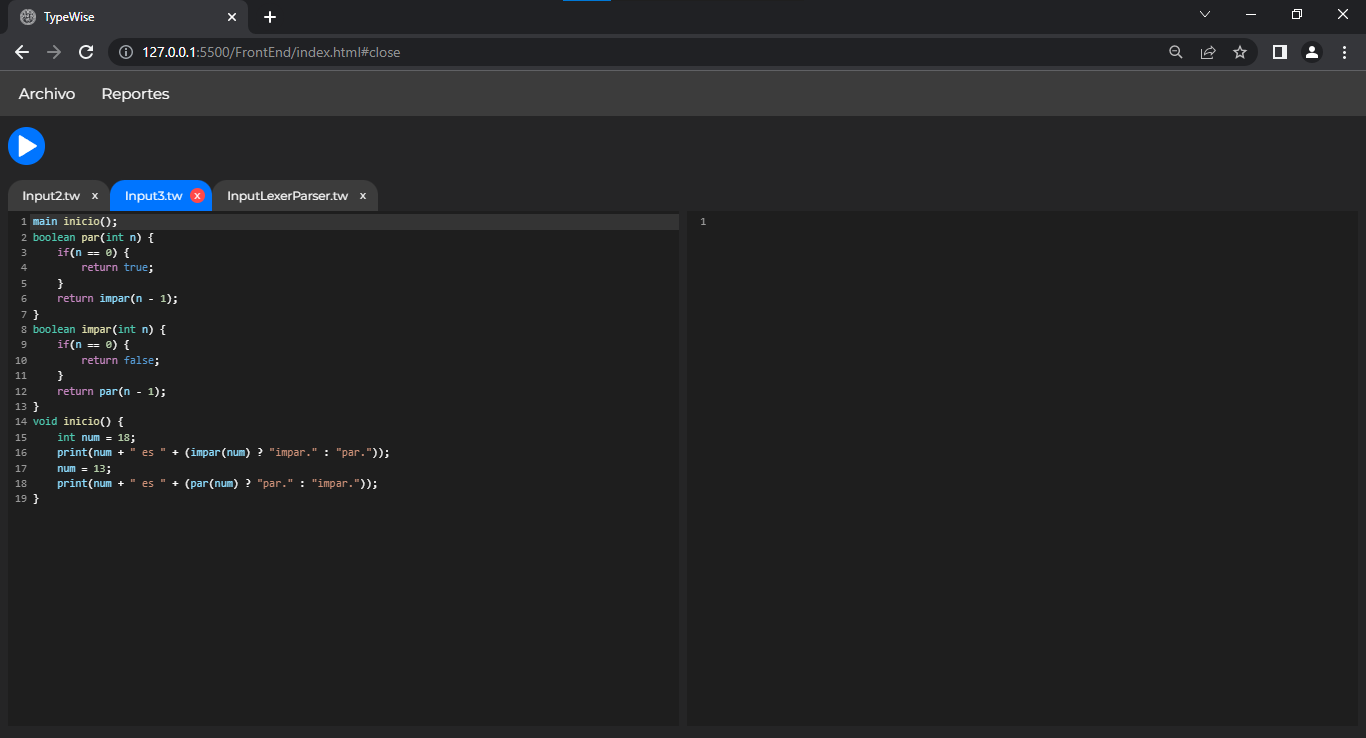 TypeWise
127.0.0.1:5500/FrontEnd/index.html#close
Archivo Reportes
Input2.tw x Input3.tw x InputLexerParser.tw x
1 main inicio();
2 boolean par(int n) {
3     if(n == 0) {
4         return true;
5     }
6     return impar(n - 1);
7 }
8 boolean impar(int n) {
9     if(n == 0) {
10         return false;
11     }
12     return par(n - 1);
13 }
14 void inicio() {
15     int num = 18;
16     print(num + " es " + (impar(num) ? "impar." : "par."));
17     num = 13;
18     print(num + " es " + (par(num) ? "par." : "impar."));
19 }
1